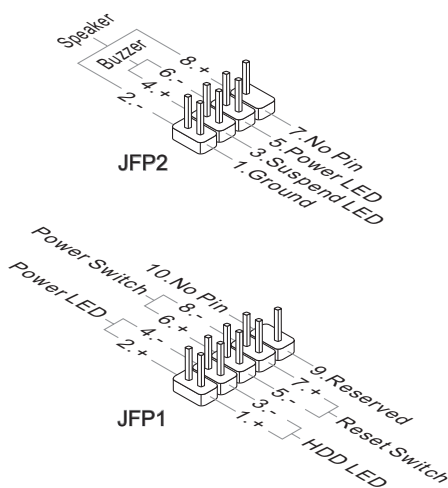 Speaker
Buzzer
8.+
6.-
4.+
2.-
7.No Pin
5.Power LED
3.Suspend LED
1.Ground
JFP2
Power Switch
Power LED
10.No Pin
8.-
6.+
4.-
2.+
9.Reserved
7.+
5.-
3.-
1.+
Reset Switch
HDD LED
JFP1